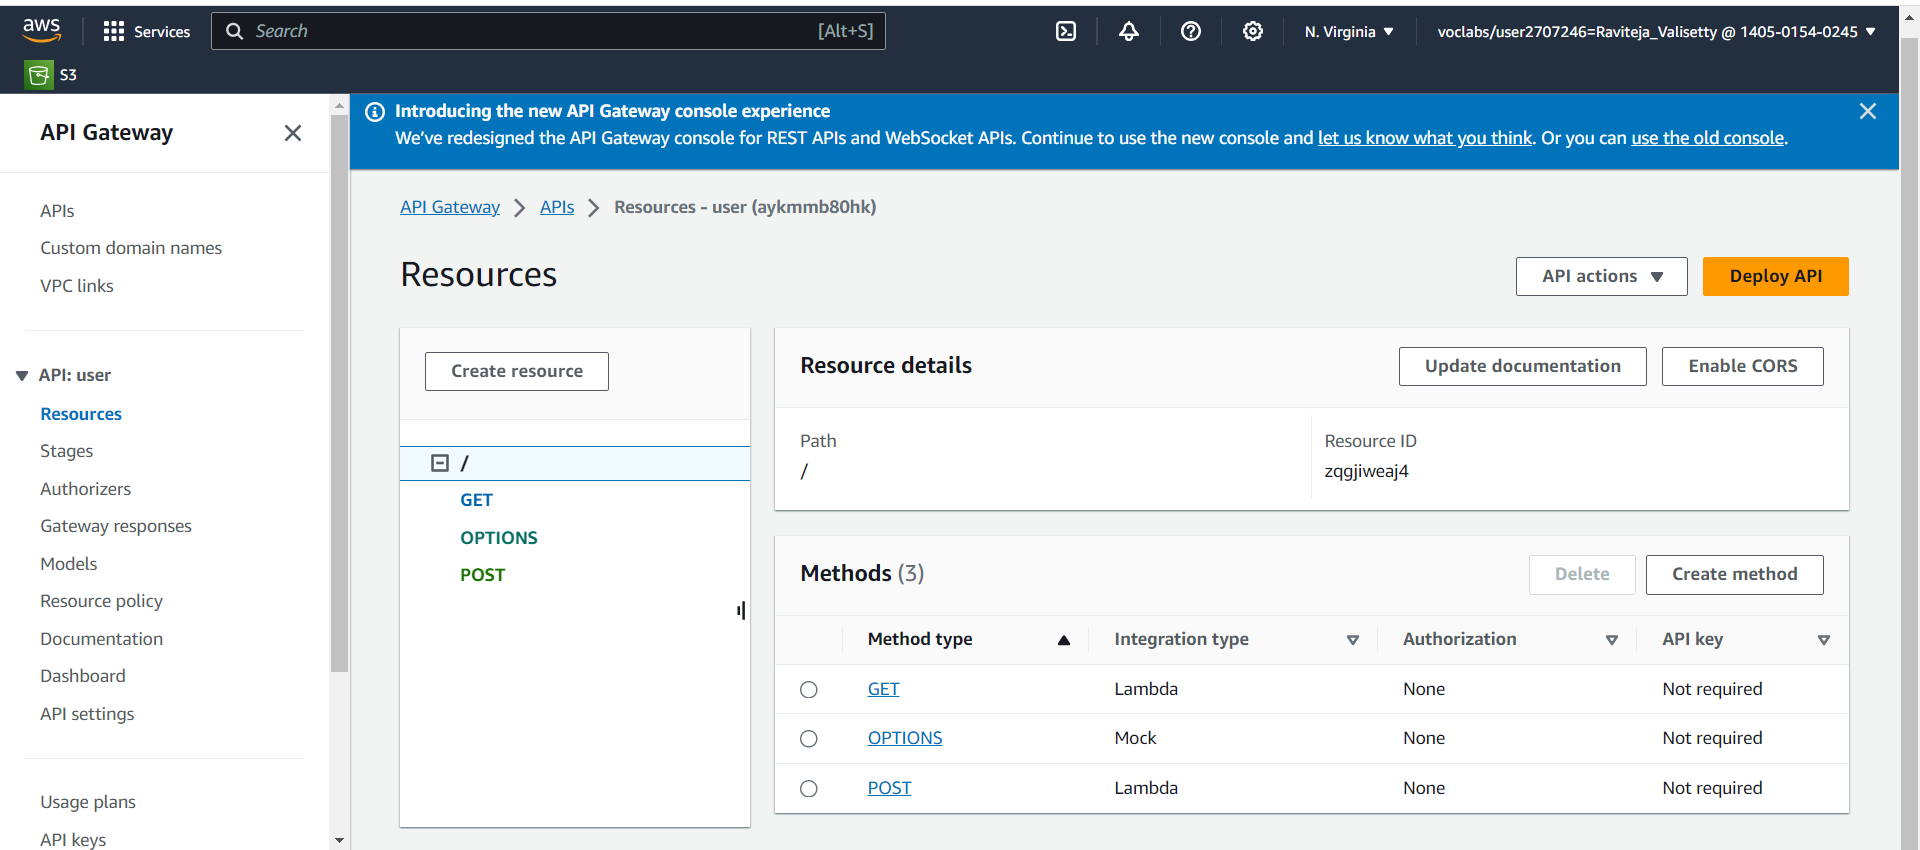 aws
Services
Search
[Alt+S]
N. Virginia
voclabs/user2707246=Raviteja_Valisetty @ 1405-0154-0245
S3
API Gateway
APIs
Custom domain names
VPC links
API: user
Resources
Stages
Authorizers
Gateway responses
Models
Resource policy
Documentation
Dashboard
API settings
Usage plans
API keys
Introducing the new API Gateway console experience
We've redesigned the API Gateway console for REST APIs and WebSocket APIs. Continue to use the new console and let us know what you think. Or you can use the old console.
API Gateway > APIs > Resources - user (aykmmb80hk)
Resources
API actions
Deploy API
Create resource
/
GET
OPTIONS
POST
Resource details
Update documentation
Enable CORS
Path
/
Resource ID
zqgjiweaj4
Methods (3)
Delete
Create method
Method type Integration type Authorization API key
GET Lambda None Not required
OPTIONS Mock None Not required
POST Lambda None Not required